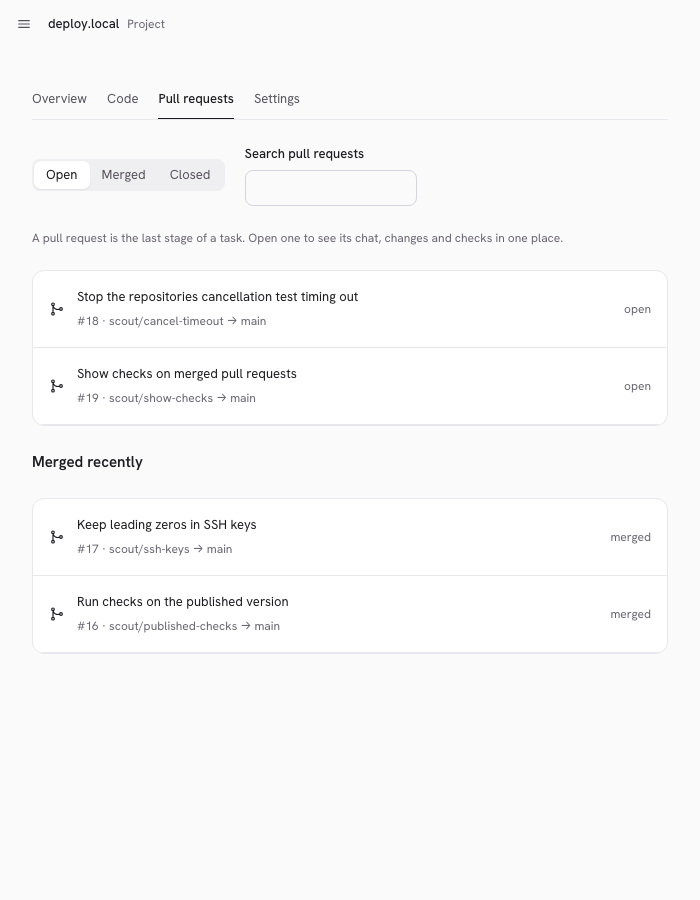 deploy.local Project
Overview Code Pull requests Settings
Search pull requests
Open Merged Closed
A pull request is the last stage of a task. Open one to see its chat, changes and checks in one place.
Stop the repositories cancellation test timing out
#18 · scout/cancel-timeout → main
open
Show checks on merged pull requests
#19 · scout/show-checks → main
open
Merged recently
Keep leading zeros in SSH keys
#17 · scout/ssh-keys → main
merged
Run checks on the published version
#16 · scout/published-checks → main
merged